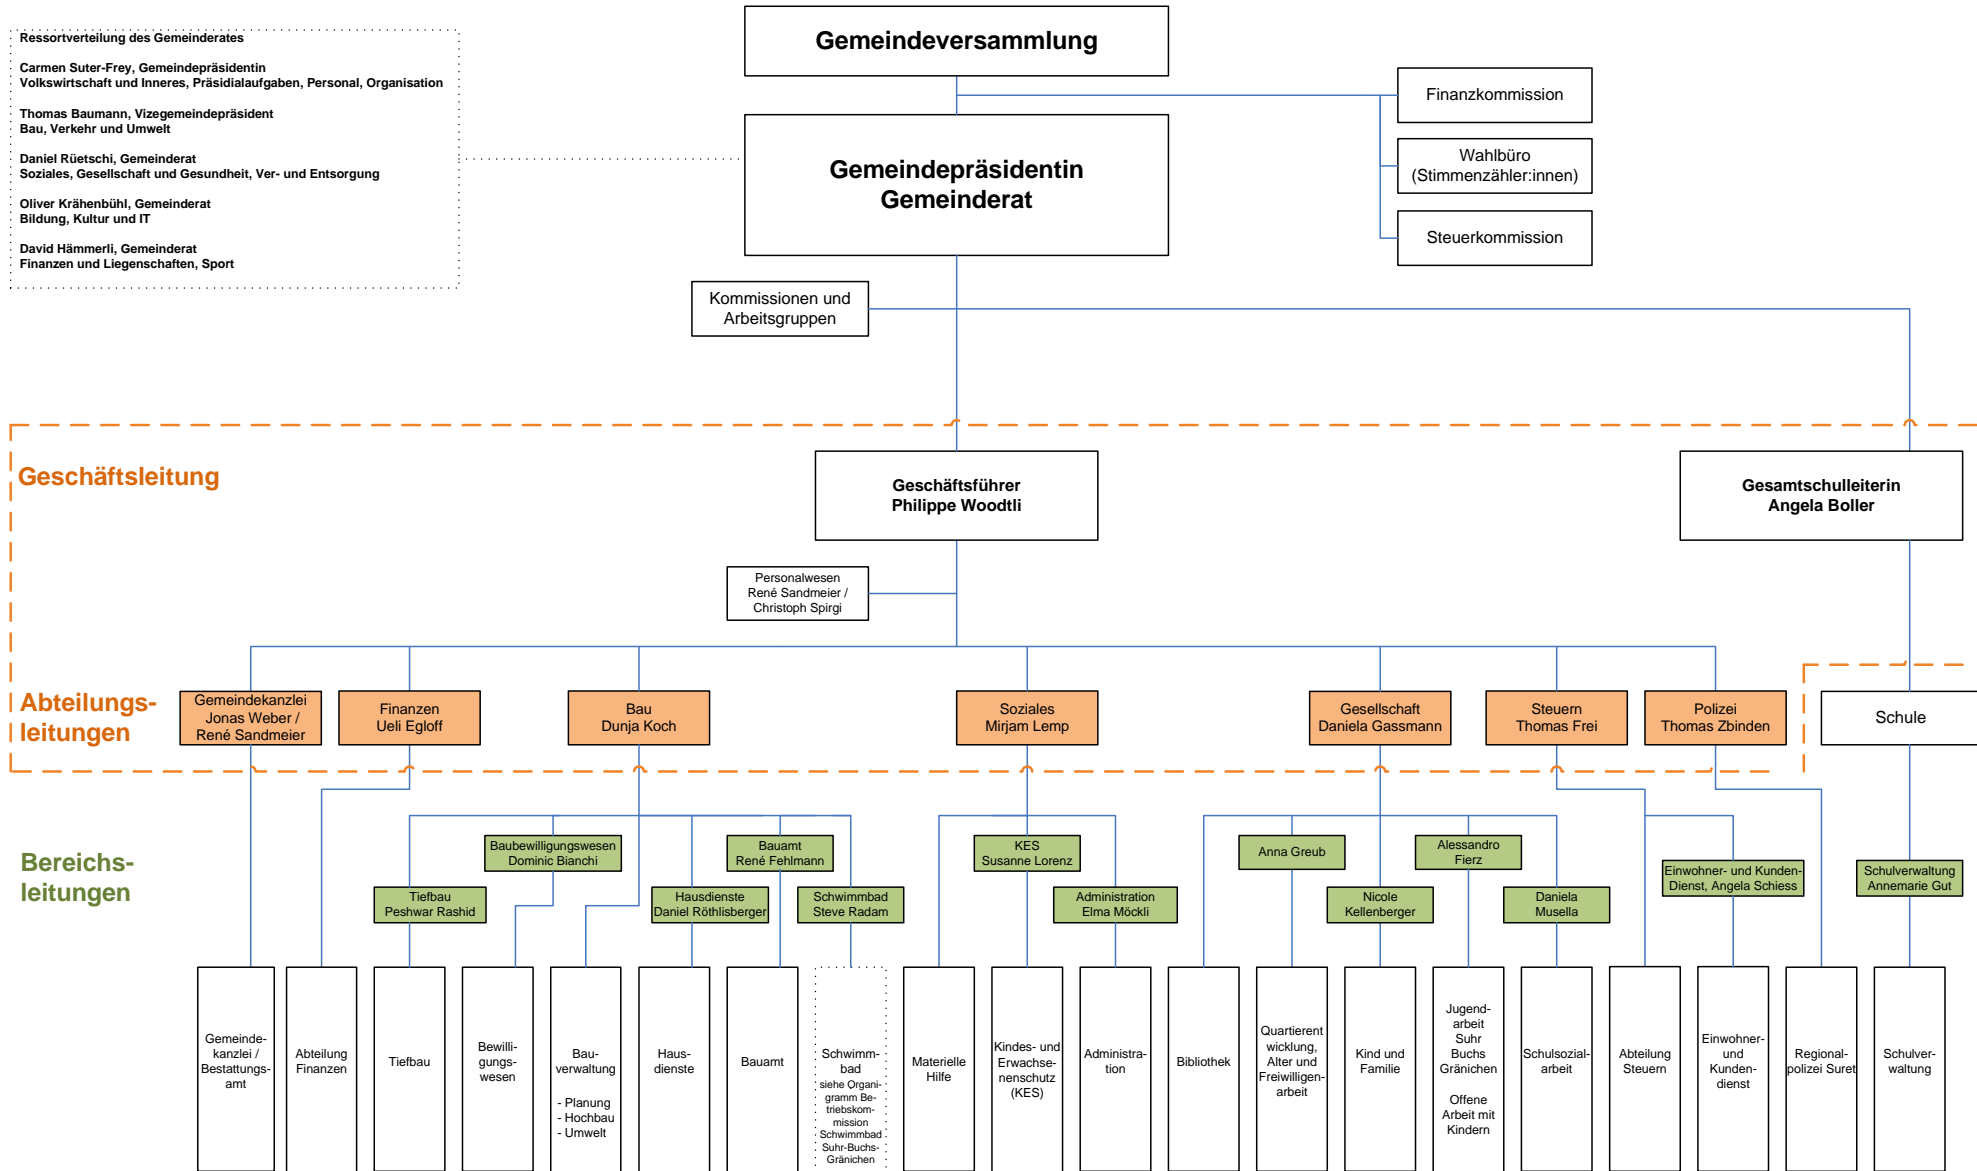 Ressortverteilung des Gemeinderates
Carmen Suter-Frey, Gemeindepräsidentin
Volkswirtschaft und Inneres, Präsidialaufgaben, Personal, Organisation
Thomas Baumann, Vizegemeindepräsident
Bau, Verkehr und Umwelt
Daniel Rüetschi, Gemeinderat
Soziales, Gesellschaft und Gesundheit, Ver- und Entsorgung
Oliver Krähenbühl, Gemeinderat
Bildung, Kultur und IT
David Hämmerli, Gemeinderat
Finanzen und Liegenschaften, Sport
Gemeindeversammlung
Gemeindepräsidentin
Gemeinderat
Finanzkommission
Wahlbüro
(Stimmenzähler:innen)
Steuerkommission
Kommissionen und
Arbeitsgruppen
Geschäftsleitung
Geschäftsführer
Philippe Woodtli
Gesamtschulleiterin
Angela Boller
Personalwesen
René Sandmeier /
Christoph Spirgi
Abteilungs-
leitungen
Gemeindekanzlei
Jonas Weber /
René Sandmeier
Finanzen
Ueli Egloff
Bau
Dunja Koch
Soziales
Mirjam Lemp
Gesellschaft
Daniela Gassmann
Steuern
Thomas Frei
Polizei
Thomas Zbinden
Schule
Bereichs-
leitungen
Tiefbau
Peshwar Rashid
Baubewilligungswesen
Dominic Bianchi
Hausdienste
Daniel Röthlisberger
Bauamt
René Fehlmann
Schwimmbad
Steve Radam
KES
Susanne Lorenz
Administration
Elma Möckli
Anna Greub
Nicole
Kellenberger
Alessandro
Fierz
Daniela
Musella
Einwohner- und Kunden-
Dienst, Angela Schiess
Schulverwaltung
Annemarie Gut
Gemeinde-
kanzlei /
Bestattungs-
amt
Abteilung
Finanzen
Tiefbau
Bewilli-
gungs-
wesen
Bau-
verwaltung
- Planung
- Hochbau
- Umwelt
Haus-
dienste
Bauamt
Schwimm-
bad
siehe Organi-
gramm Be-
triebskom-
mission
Schwimmbad
Suhr-Buchs-
Gränichen
Materielle
Hilfe
Kindes- und
Erwachse-
nenschutz
(KES)
Administra-
tion
Bibliothek
Quartierent
wicklung,
Alter und
Freiwilligen-
arbeit
Kind und
Familie
Jugend-
arbeit
Suhr
Buchs
Gränichen
Offene
Arbeit mit
Kindern
Schulsozial-
arbeit
Abteilung
Steuern
Einwohner-
und
Kunden-
dienst
Regional-
polizei Suret
Schulver-
waltung